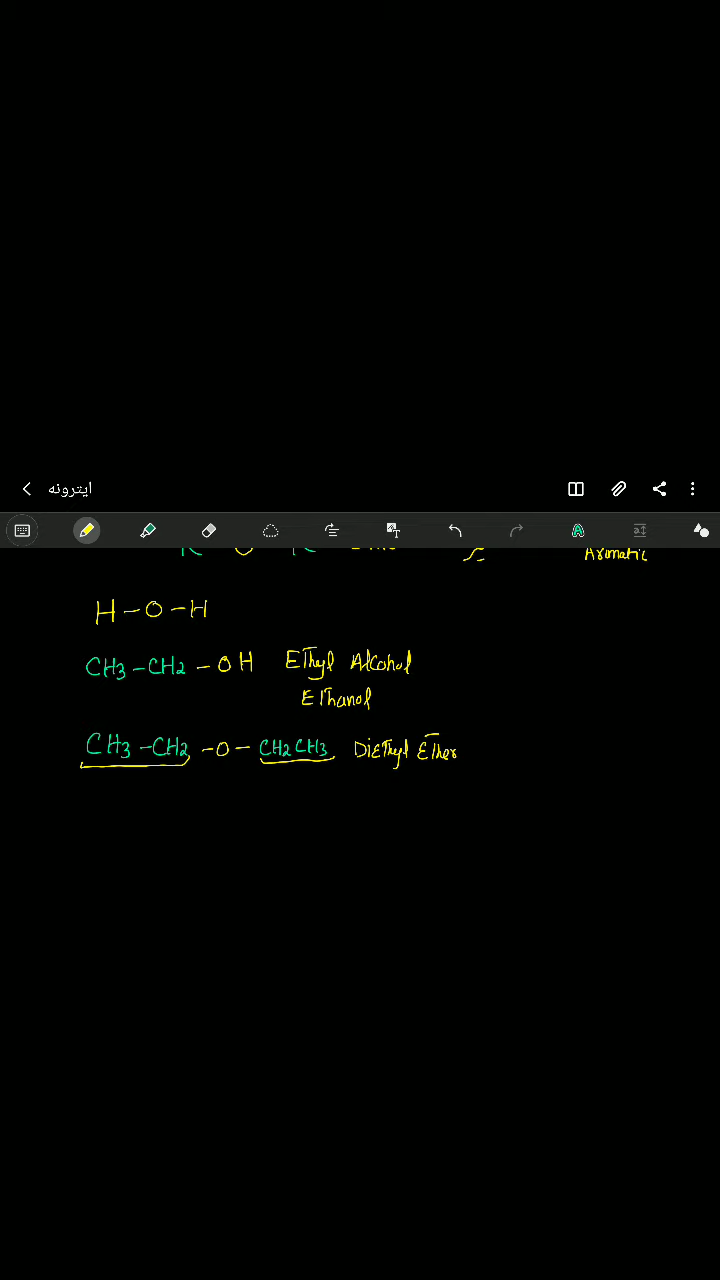 ایترونه
Aromatic
H-O-H
CH3-CH2-OH Ethyl Alcohol
Ethanol
CH3-CH2-O-CH2CH3 DiEthyl Ether